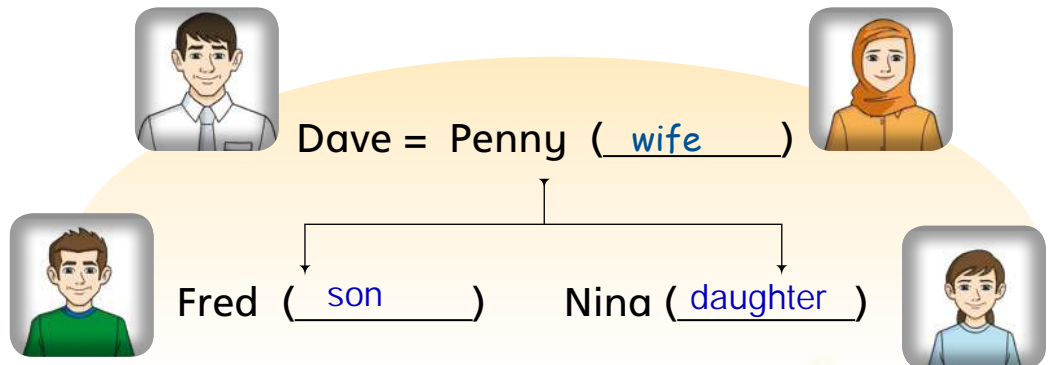 Dave = Penny (wife)
Fred (son) Nina (daughter)